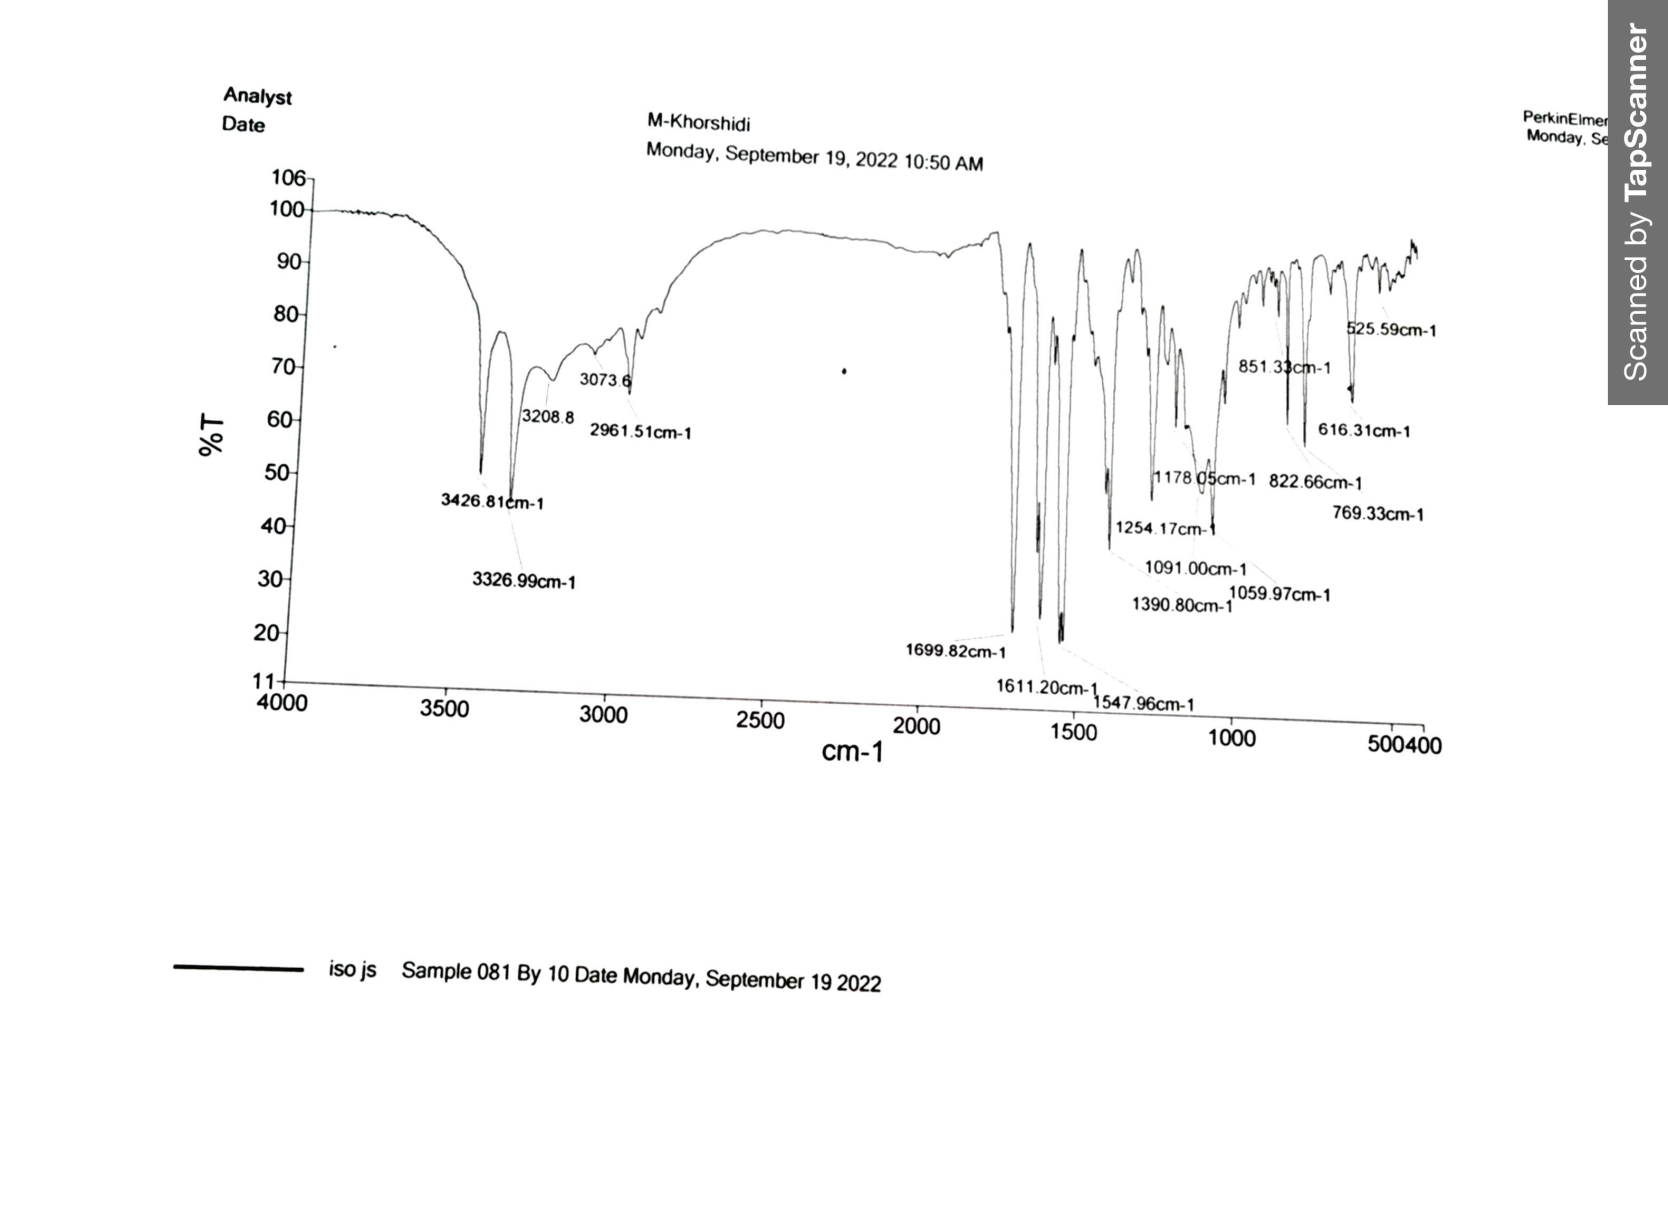 Analyst
Date
M-Khorshidi
Monday, September 19, 2022 10:50 AM
PerkinElmer
Monday, Se
Scanned by TapScanner
106
100
90
80
70
60
50
40
30
20
11
%T
3426.81cm-1
3326.99cm-1
3208.8
3073.6
2961.51cm-1
1699.82cm-1
1611.20cm-1
1547.96cm-1
1390.80cm-1
1254.17cm-1
1178.05cm-1
1091.00cm-1
1059.97cm-1
851.33cm-1
822.66cm-1
769.33cm-1
616.31cm-1
525.59cm-1
4000 3500 3000 2500 2000 1500 1000 500400
cm-1
iso js Sample 081 By 10 Date Monday, September 19 2022